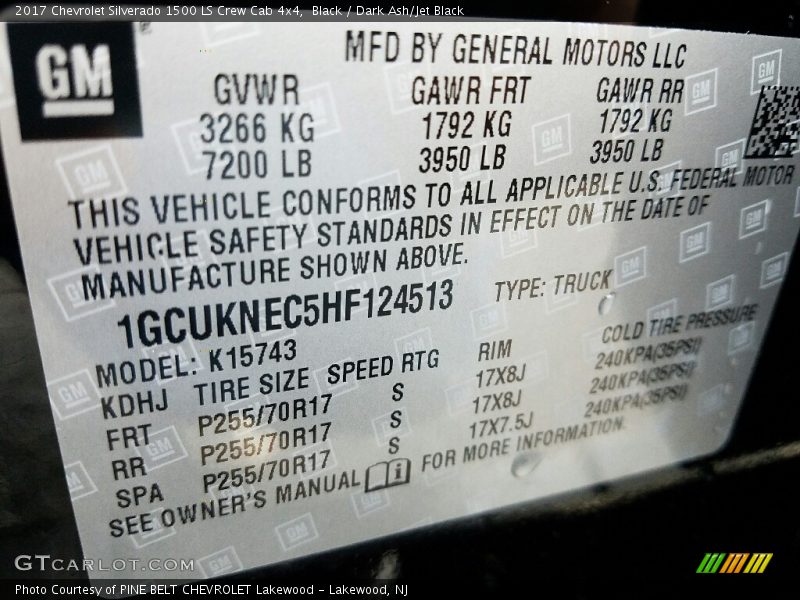 2017 Chevrolet Silverado 1500 LS Crew Cab 4x4, Black / Dark Ash/Jet Black
GM
MFD BY GENERAL MOTORS LLC
GVWR GAWR FRT GAWR RR
3266 KG 1792 KG 1792 KG
7200 LB 3950 LB 3950 LB
THIS VEHICLE CONFORMS TO ALL APPLICABLE U.S. FEDERAL MOTOR
VEHICLE SAFETY STANDARDS IN EFFECT ON THE DATE OF
MANUFACTURE SHOWN ABOVE.
1GCUKNEC5HF124513 TYPE: TRUCK
MODEL: K15743
KDHJ TIRE SIZE SPEED RTG RIM COLD TIRE PRESSURE
FRT P255/70R17 S 17X8J 240KPA(35PSI)
RR P255/70R17 S 17X8J 240KPA(35PSI)
SPA P255/70R17 S 17X7.5J 240KPA(35PSI)
SEE OWNER'S MANUAL FOR MORE INFORMATION.
GTCARLOT.COM
Photo Courtesy of PINE BELT CHEVROLET Lakewood - Lakewood, NJ